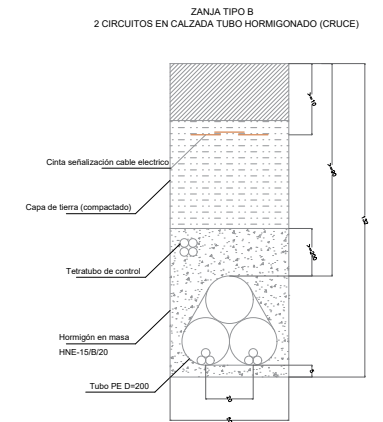 ZANJA TIPO B
2 CIRCUITOS EN CALZADA TUBO HORMIGONADO (CRUCE)
Cinta señalización cable electrico
Capa de tierra (compactado)
Tetratubo de control
Hormigón en masa
HNE-15/B/20
Tubo PE D=200
20